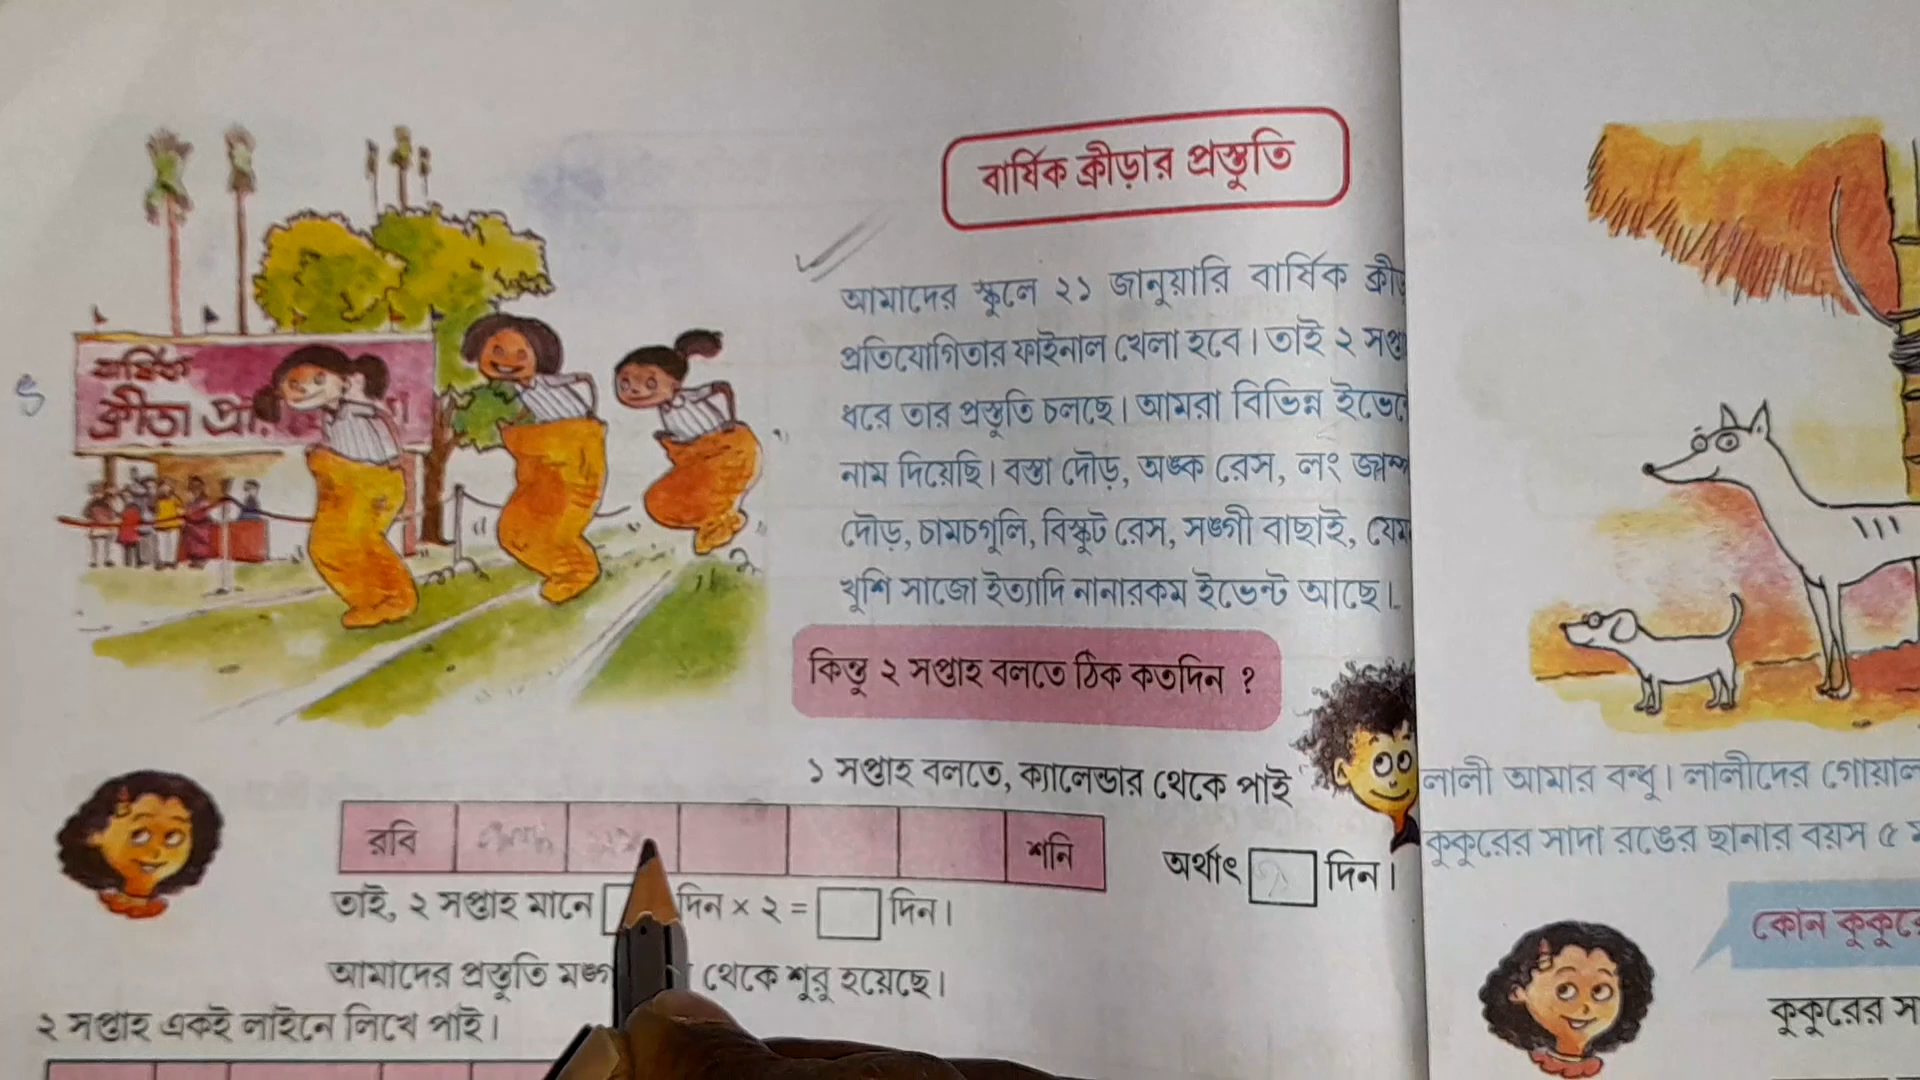 বার্ষিক ক্রীড়ার প্রস্তুতি
আমাদের স্কুলে ২১ জানুয়ারি বার্ষিক
প্রতিযোগিতার ফাইনাল খেলা হবে। তাই ২
ধরে তার প্রস্তুতি চলছে। আমরা বিভিন্ন
নাম দিয়েছি। বস্তা দৌড়, অঙ্ক রেস, লং
দৌড়, চামচগুলি, বিস্কুট রেস, সঙ্গী বাছাই,
খুশি সাজো ইত্যাদি নানারকম ইভেন্ট আছে।
বার্ষিক
ক্রীড়া
কিন্তু ২ সপ্তাহ বলতে ঠিক কতদিন ?
১ সপ্তাহ বলতে, ক্যালেন্ডার থেকে পাই
রবি শনি অর্থাৎ দিন।
তাই, ২ সপ্তাহ মানে দিন × ২ = দিন।
আমাদের প্রস্তুতি থেকে শুরু হয়েছে।
২ সপ্তাহ একই লাইনে লিখে পাই।
লালী আমার বন্ধু। লালীদের
কুকুরের সাদা রঙের ছানার বয়স ৫
কোন
কুকুরের